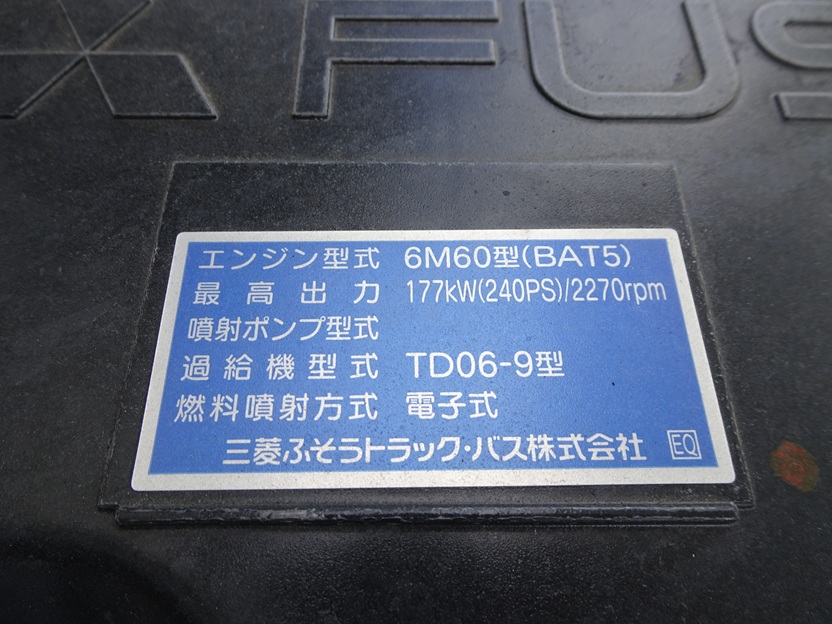 FUS
エンジン型式 6M60型(BAT5)
最高出力 177kW(240PS)/2270rpm
噴射ポンプ型式
過給機型式 TD06-9型
燃料噴射方式 電子式
三菱ふそうトラック・バス株式会社 EQ